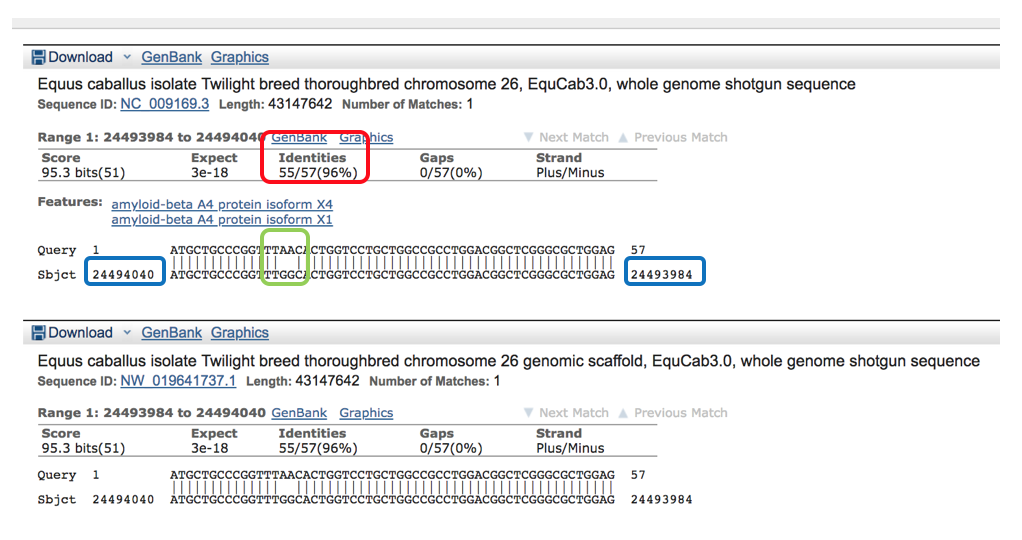 Download GenBank Graphics
Equus caballus isolate Twilight breed thoroughbred chromosome 26, EquCab3.0, whole genome shotgun sequence
Sequence ID: NC_009169.3 Length: 43147642 Number of Matches: 1
Range 1: 24493984 to 24494040 GenBank Graphics ▼ Next Match ▲ Previous Match
Score Expect Identities Gaps Strand
95.3 bits(51) 3e-18 55/57(96%) 0/57(0%) Plus/Minus
Features: amyloid-beta A4 protein isoform X4
amyloid-beta A4 protein isoform X1
Query 1 ATGCTGCCCGGTTTAACACTGGTCCTGCTGGCCGCCTGGACGGCTCGGGCGCTGGAG 57
Sbjct 24494040 ATGCTGCCCGGTTTGGCACTGGTCCTGCTGGCCGCCTGGACGGCTCGGGCGCTGGAG 24493984
Download GenBank Graphics
Equus caballus isolate Twilight breed thoroughbred chromosome 26 genomic scaffold, EquCab3.0, whole genome shotgun sequence
Sequence ID: NW_019641737.1 Length: 43147642 Number of Matches: 1
Range 1: 24493984 to 24494040 GenBank Graphics ▼ Next Match ▲ Previous Match
Score Expect Identities Gaps Strand
95.3 bits(51) 3e-18 55/57(96%) 0/57(0%) Plus/Minus
Query 1 ATGCTGCCCGGTTTAACACTGGTCCTGCTGGCCGCCTGGACGGCTCGGGCGCTGGAG 57
Sbjct 24494040 ATGCTGCCCGGTTTGGCACTGGTCCTGCTGGCCGCCTGGACGGCTCGGGCGCTGGAG 24493984